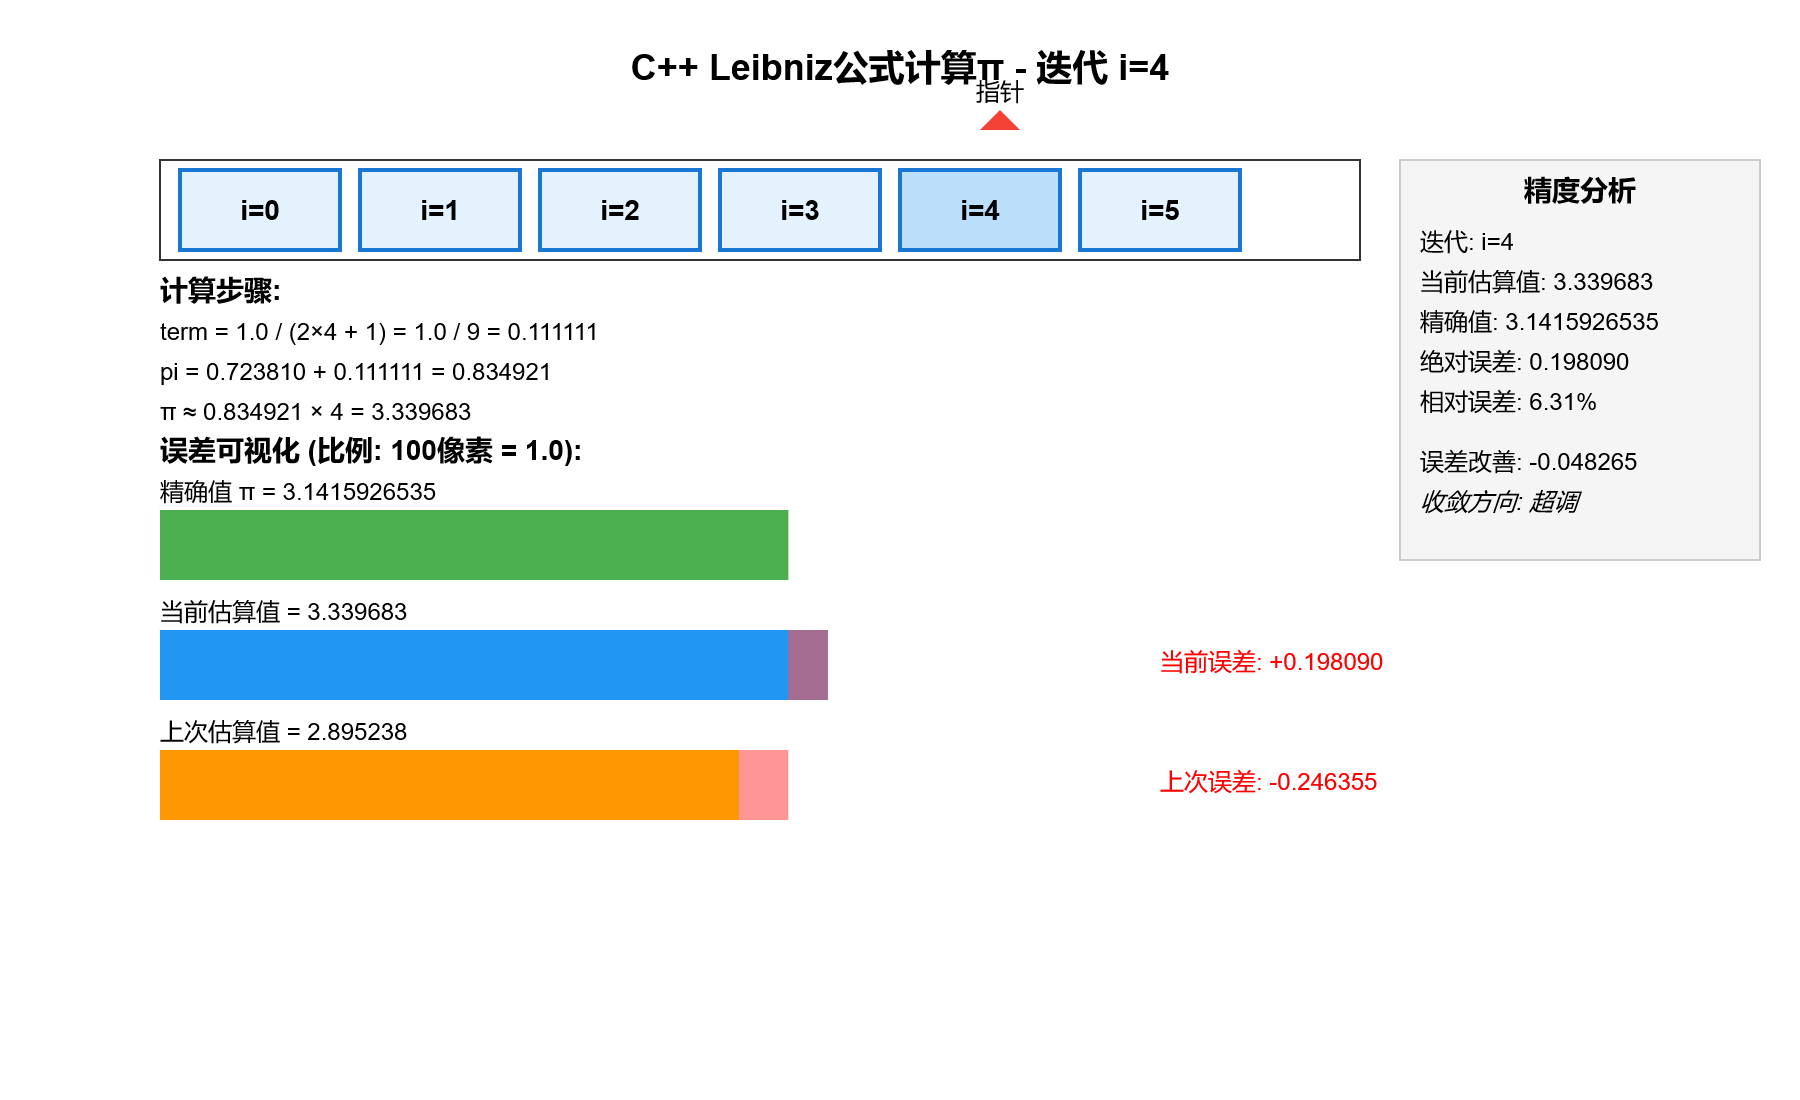 C++ Leibniz公式计算π - 迭代 i=4
指针
i=0 i=1 i=2 i=3 i=4 i=5
计算步骤:
term = 1.0 / (2×4 + 1) = 1.0 / 9 = 0.111111
pi = 0.723810 + 0.111111 = 0.834921
π ≈ 0.834921 × 4 = 3.339683
误差可视化 (比例: 100像素 = 1.0):
精确值 π = 3.1415926535
当前估算值 = 3.339683
当前误差: +0.198090
上次估算值 = 2.895238
上次误差: -0.246355
精度分析
迭代: i=4
当前估算值: 3.339683
精确值: 3.1415926535
绝对误差: 0.198090
相对误差: 6.31%
误差改善: -0.048265
收敛方向: 超调